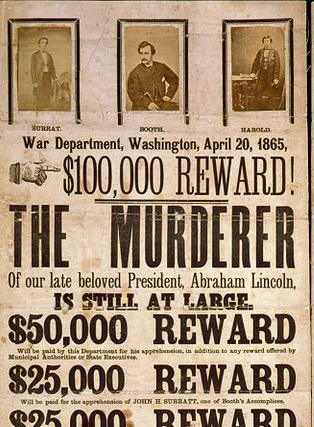 SURRAT. BOOTH. HAROLD.
War Department, Washington, April 20, 1865,
$100,000 REWARD!
THE MURDERER
Of our late beloved President, Abraham Lincoln,
IS STILL AT LARGE.
$50,000 REWARD
Will be paid by this Department for his apprehension, in addition to any reward offered by
Municipal Authorities or State Executives.
$25,000 REWARD
Will be paid for the apprehension of JOHN H. SURRATT, one of Booth's Accomplices.
$25,000 REWARD